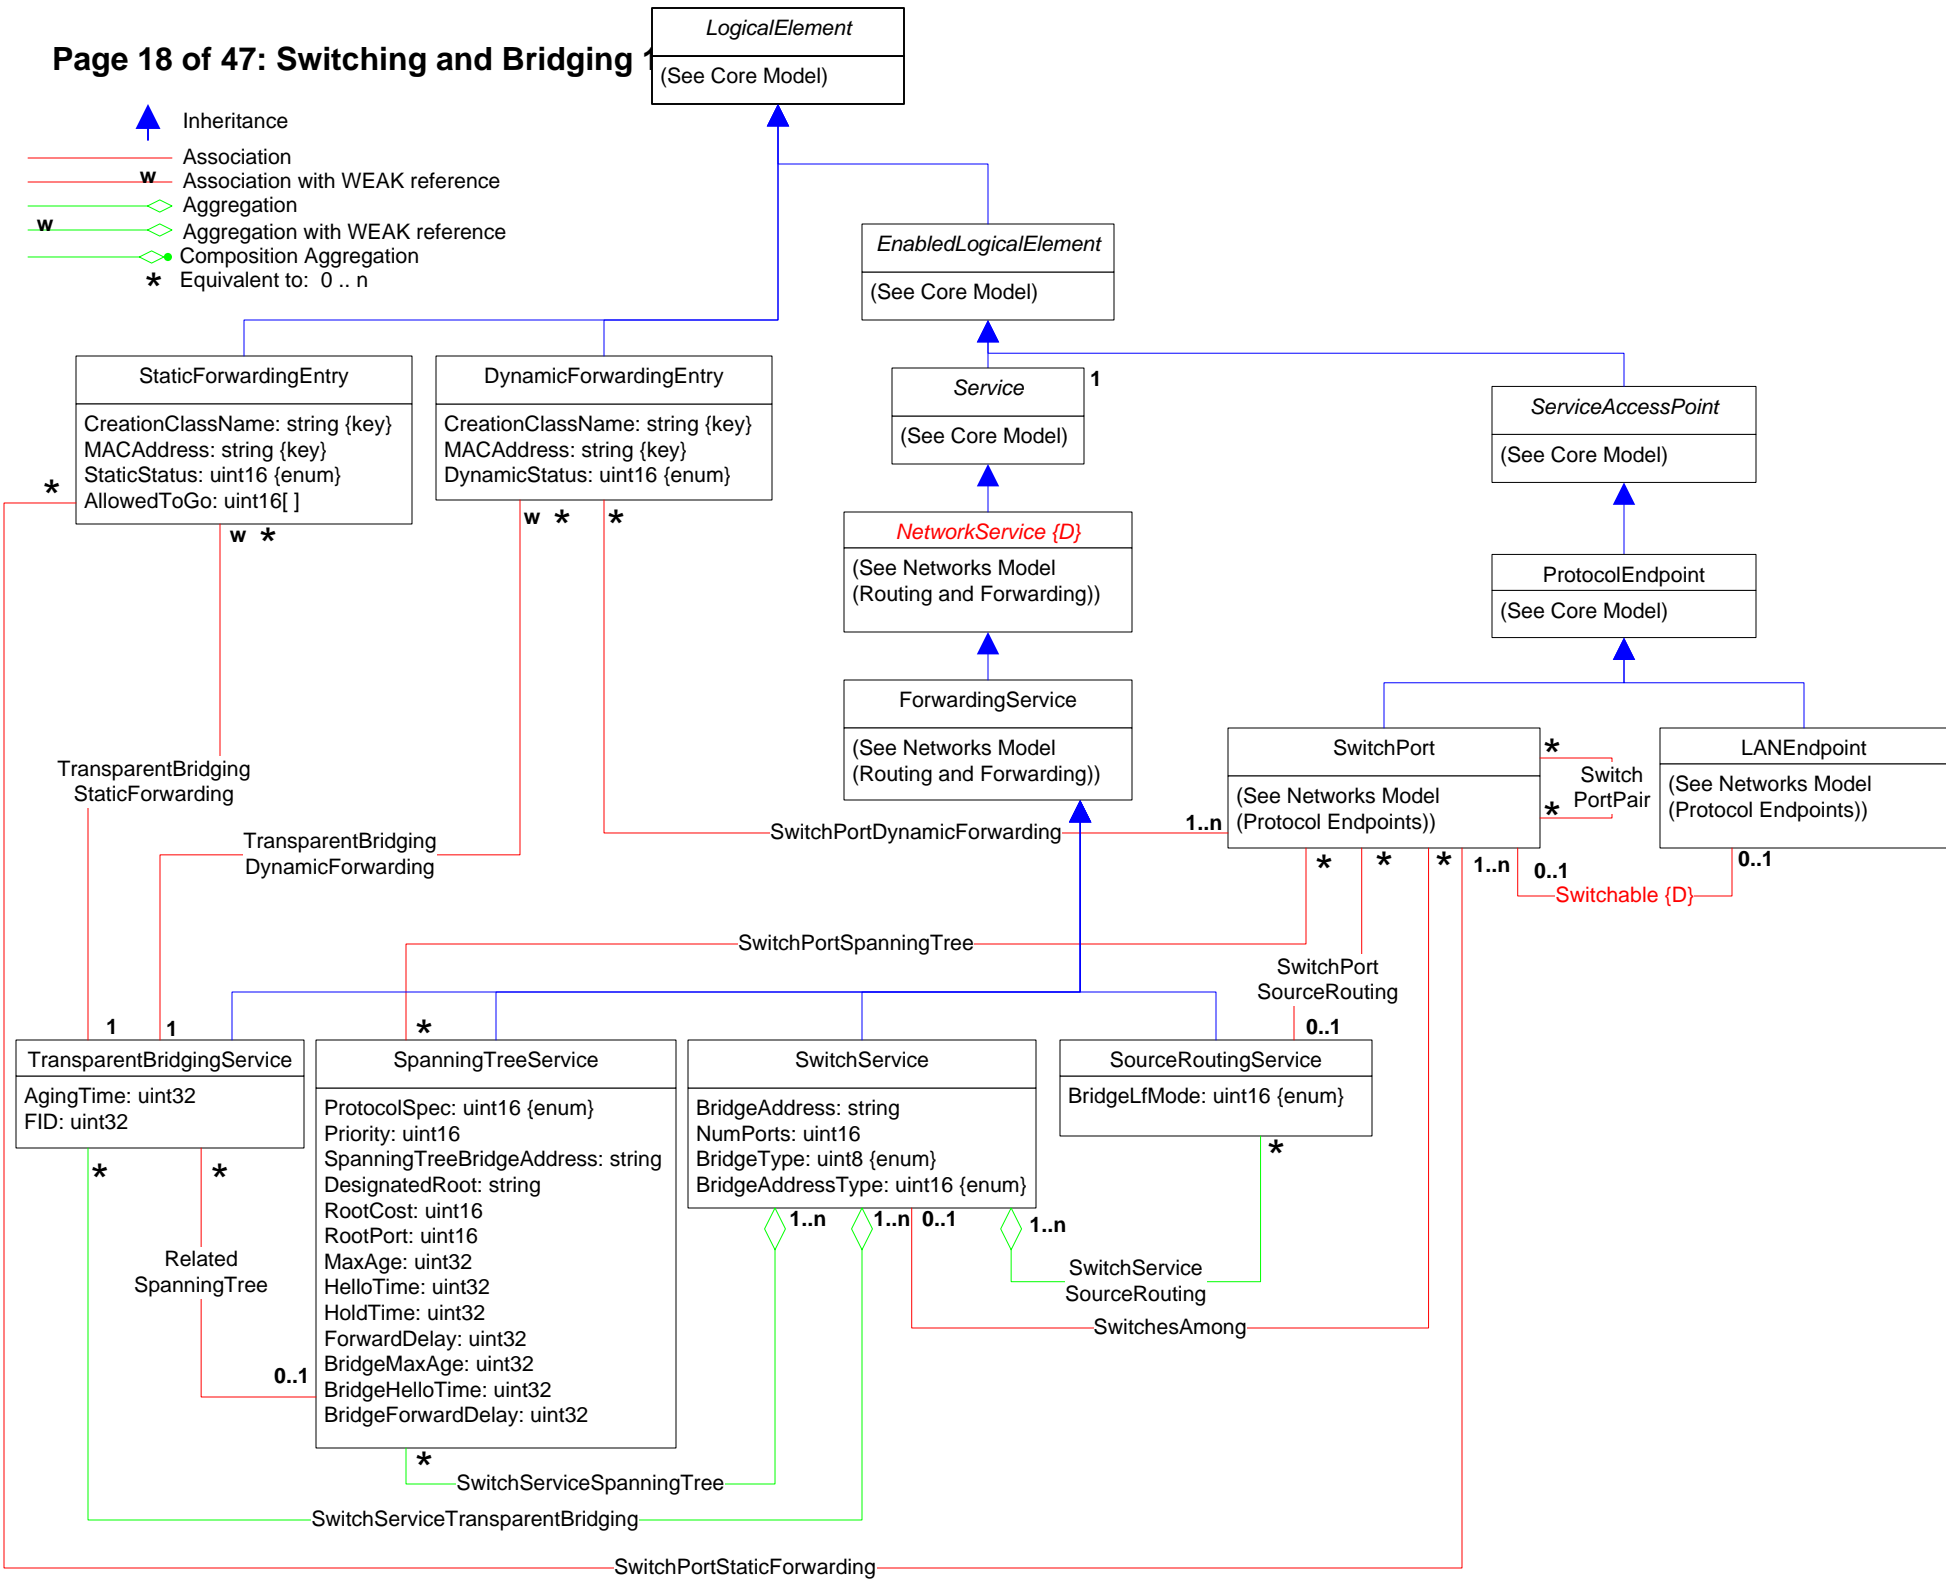 Page 18 of 47: Switching and Bridging 1
LogicalElement
(See Core Model)
Inheritance
Association
w
Association with WEAK reference
Aggregation
w
Aggregation with WEAK reference
Composition Aggregation
* Equivalent to: 0 .. n
EnabledLogicalElement
(See Core Model)
StaticForwardingEntry
CreationClassName: string {key}
MACAddress: string {key}
StaticStatus: uint16 {enum}
AllowedToGo: uint16[ ]
*
w *
DynamicForwardingEntry
CreationClassName: string {key}
MACAddress: string {key}
DynamicStatus: uint16 {enum}
w * *
Service
1
(See Core Model)
ServiceAccessPoint
(See Core Model)
NetworkService {D}
(See Networks Model
(Routing and Forwarding))
ProtocolEndpoint
(See Core Model)
ForwardingService
(See Networks Model
(Routing and Forwarding))
SwitchPort
(See Networks Model
(Protocol Endpoints))
*
Switch
PortPair
*
LANEndpoint
(See Networks Model
(Protocol Endpoints))
TransparentBridging
StaticForwarding
TransparentBridging
DynamicForwarding
SwitchPortDynamicForwarding
1..n
* * * 1..n 0..1
0..1
Switchable {D}
SwitchPortSpanningTree
SwitchPort
SourceRouting
1 1 * 0..1
TransparentBridgingService
AgingTime: uint32
FID: uint32
* *
SpanningTreeService
ProtocolSpec: uint16 {enum}
Priority: uint16
SpanningTreeBridgeAddress: string
DesignatedRoot: string
RootCost: uint16
RootPort: uint16
MaxAge: uint32
HelloTime: uint32
HoldTime: uint32
ForwardDelay: uint32
BridgeMaxAge: uint32
BridgeHelloTime: uint32
BridgeForwardDelay: uint32
SwitchService
BridgeAddress: string
NumPorts: uint16
BridgeType: uint8 {enum}
BridgeAddressType: uint16 {enum}
1..n 1..n 0..1 1..n
SourceRoutingService
BridgeLfMode: uint16 {enum}
*
Related
SpanningTree
0..1
SwitchService
SourceRouting
SwitchesAmong
*
SwitchServiceSpanningTree
SwitchServiceTransparentBridging
SwitchPortStaticForwarding